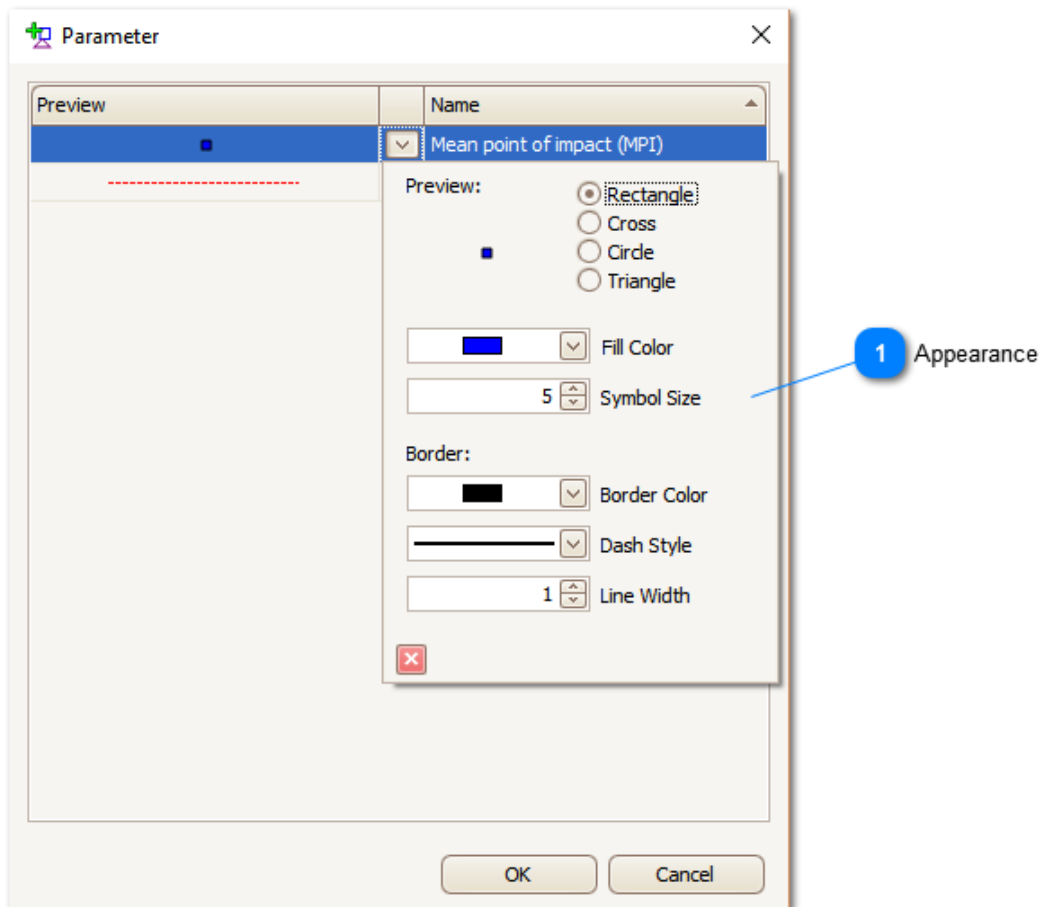 Parameter
Preview Name
Mean point of impact (MPI)
Preview:
Rectangle
Cross
Circle
Triangle
Fill Color
5 Symbol Size
1 Appearance
Border:
Border Color
Dash Style
1 Line Width
OK Cancel